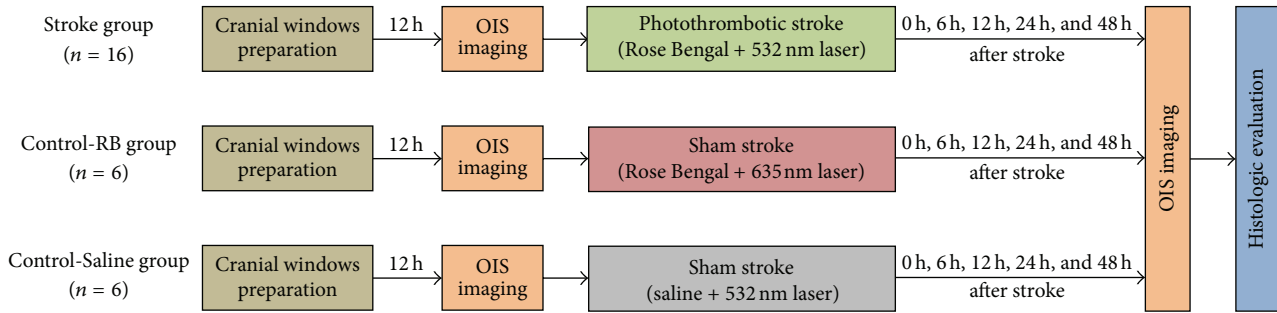 Stroke group
(n = 16)
Cranial windows
preparation
12 h
OIS
imaging
Photothrombotic stroke
(Rose Bengal + 532 nm laser)
0 h, 6 h, 12 h, 24 h, and 48 h
after stroke
Control-RB group
(n = 6)
Cranial windows
preparation
12 h
OIS
imaging
Sham stroke
(Rose Bengal + 635 nm laser)
0 h, 6 h, 12 h, 24 h, and 48 h
after stroke
Control-Saline group
(n = 6)
Cranial windows
preparation
12 h
OIS
imaging
Sham stroke
(saline + 532 nm laser)
0 h, 6 h, 12 h, 24 h, and 48 h
after stroke
OIS imaging
Histologic evaluation